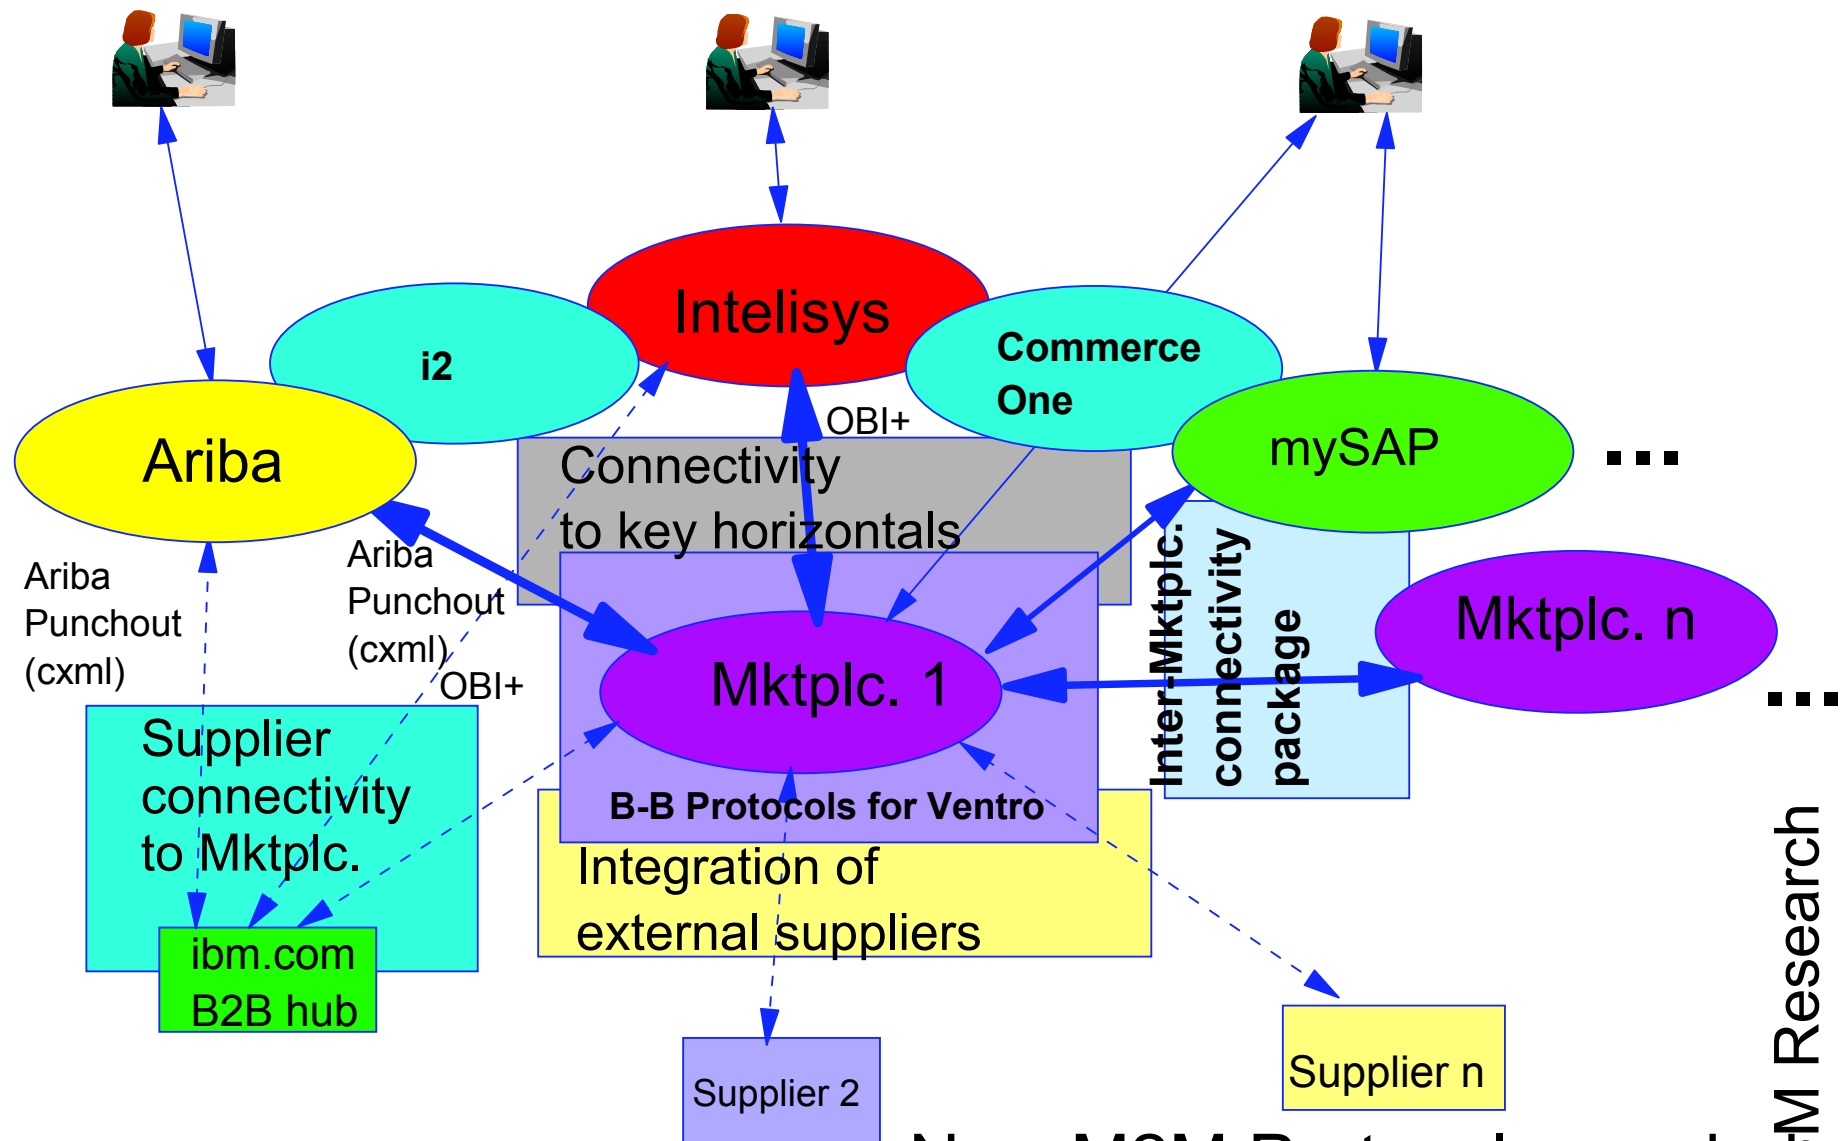 Intelisys
i2
Commerce
One
Ariba
mySAP
...
OBI+
Connectivity
to key horizontals
Ariba
Punchout
(cxml)
Ariba
Punchout
(cxml)
OBI+
Inter-Mktplc.
connectivity
package
Mktplc. n
...
Mktplc. 1
Supplier
connectivity
to Mktplc.
B-B Protocols for Ventro
Integration of
external suppliers
ibm.com
B2B hub
Supplier 2
Supplier n
M Research